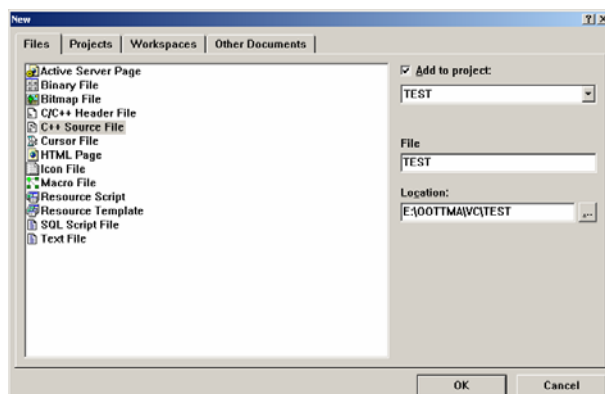 New
Files
Projects
Workspaces
Other Documents
Active Server Page
Binary File
Bitmap File
C/C++ Header File
C++ Source File
Cursor File
HTML Page
Icon File
Macro File
Resource Script
Resource Template
SQL Script File
Text File
Add to project:
TEST
File
TEST
Location:
E:\OOTTMA\VC\TEST
...
OK
Cancel